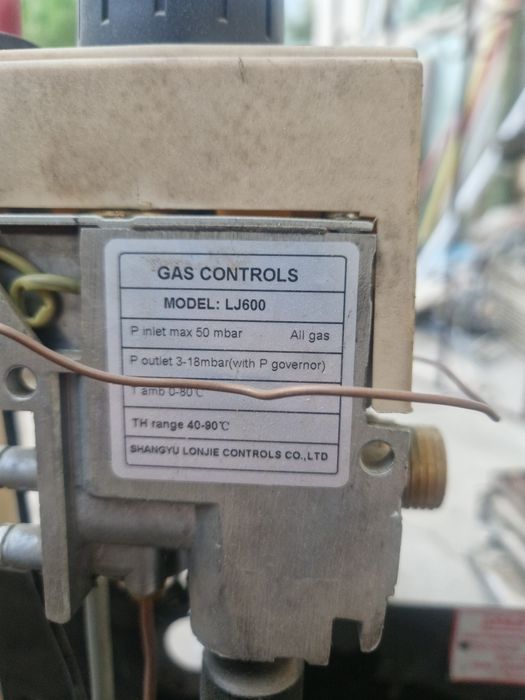 GAS CONTROLS
MODEL: LJ600
P inlet max 50 mbar All gas
P outlet 3-18mbar(with P governor)
T amb 0-80℃
TH range 40-90℃
SHANGYU LONJIE CONTROLS CO.,LTD